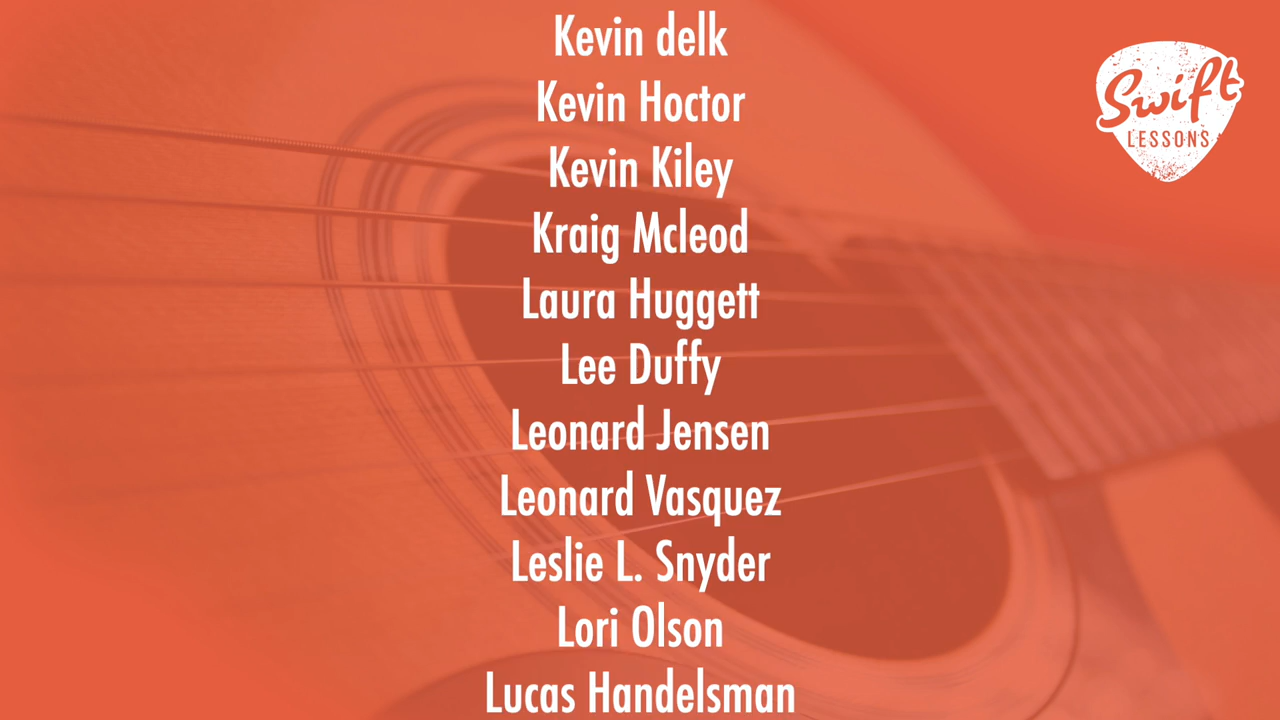 Kevin delk
Kevin Hoctor
Kevin Kiley
Kraig Mcleod
Laura Huggett
Lee Duffy
Leonard Jensen
Leonard Vasquez
Leslie L. Snyder
Lori Olson
Lucas Handelsman
Swift
LESSONS